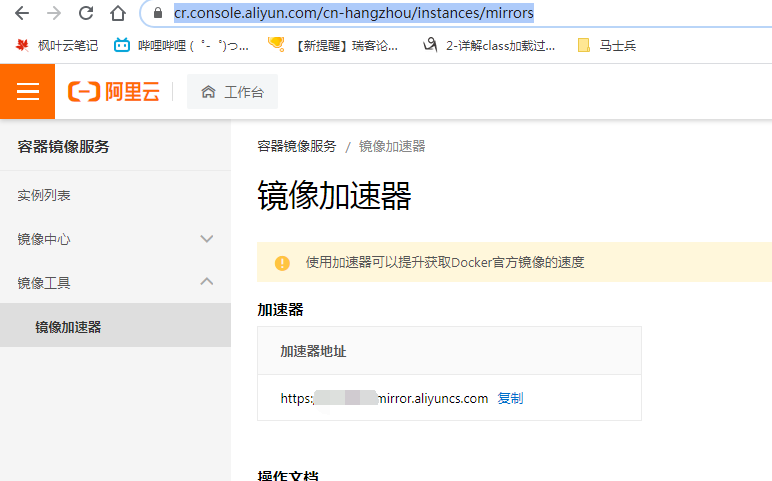 cr.console.aliyun.com/cn-hangzhou/instances/mirrors
枫叶云笔记 哔哩哔哩 ( ゜- ゜)つ... 【新提醒】瑞客论... 2-详解class加载过... 马士兵
阿里云 工作台
容器镜像服务
实例列表
镜像中心
镜像工具
镜像加速器
容器镜像服务 / 镜像加速器
镜像加速器
使用加速器可以提升获取Docker官方镜像的速度
加速器
加速器地址
https: mirror.aliyuncs.com 复制
操作文档